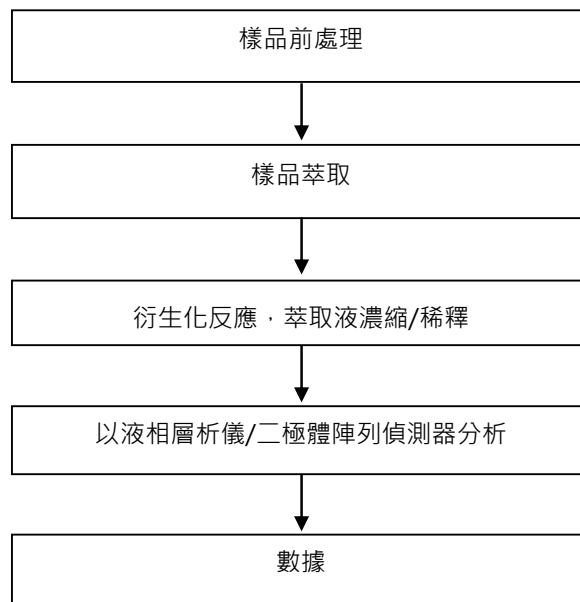 樣品前處理
樣品萃取
衍生化反應，萃取液濃縮/稀釋
以液相層析儀/二極體陣列偵測器分析
數據